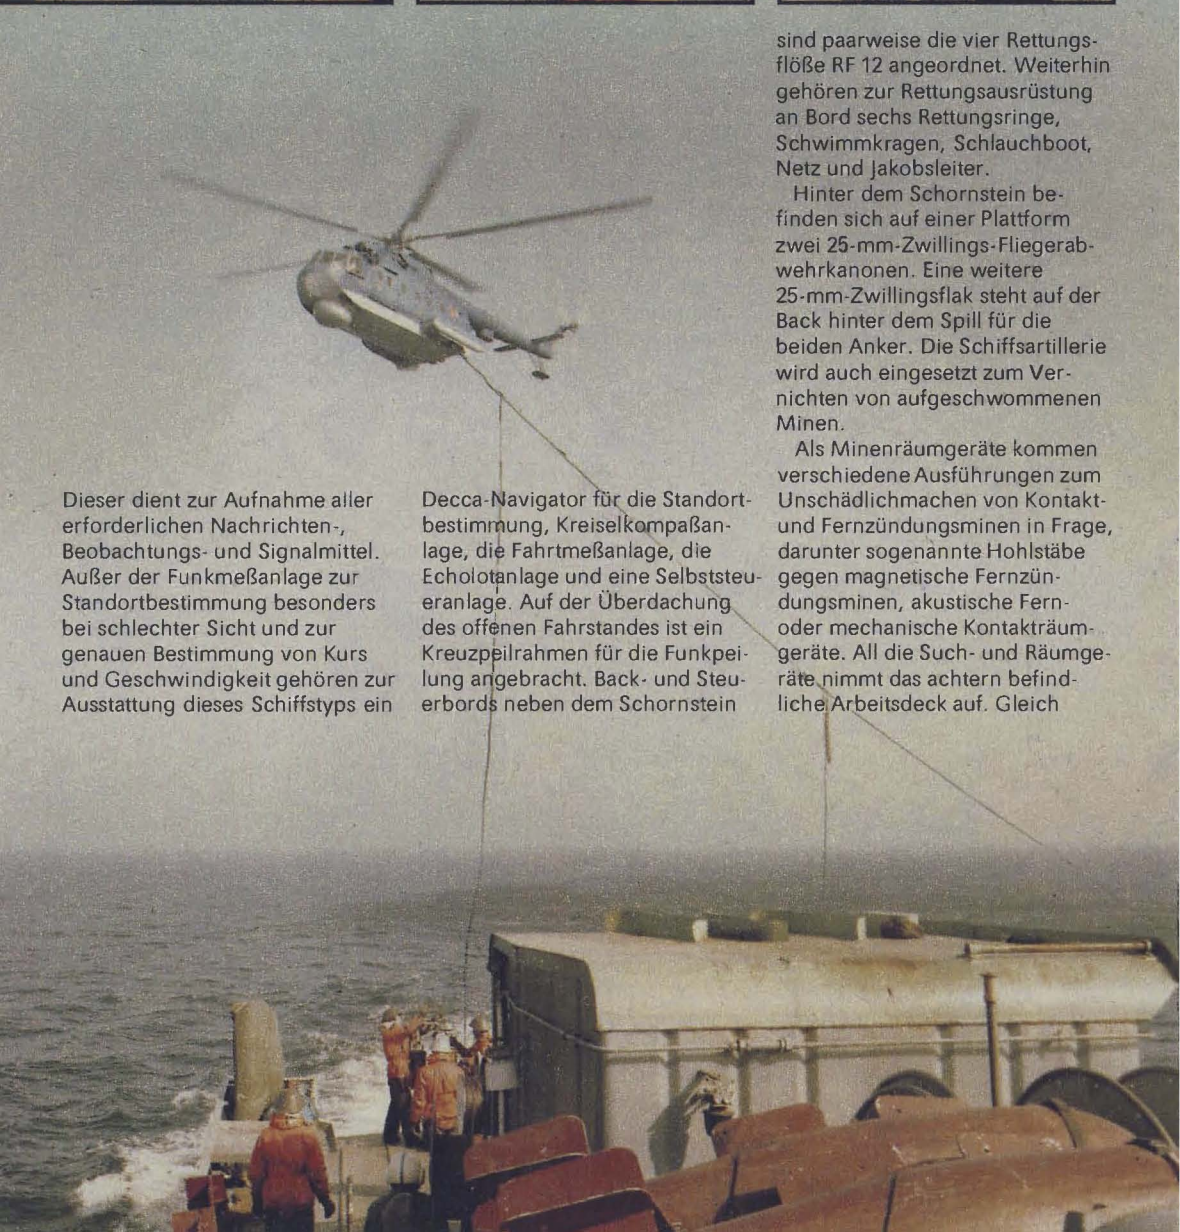 Dieser dient zur Aufnahme aller
erforderlichen Nachrichten-,
Beobachtungs- und Signalmittel.
Außer der Funkmeßanlage zur
Standortbestimmung besonders
bei schlechter Sicht und zur
genauen Bestimmung von Kurs
und Geschwindigkeit gehören zur
Ausstattung dieses Schiffstyps ein
Decca-Navigator für die Standort-
bestimmung, Kreiselkompaßan-
lage, die Fahrtmeßanlage, die
Echolotanlage und eine Selbststeu-
eranlage. Auf der Überdachung
des offenen Fahrstandes ist ein
Kreuzpeilrahmen für die Funkpei-
lung angebracht. Back- und Steu-
erbords neben dem Schornstein
sind paarweise die vier Rettungs-
flöße RF 12 angeordnet. Weiterhin
gehören zur Rettungsausrüstung
an Bord sechs Rettungsringe,
Schwimmkragen, Schlauchboot,
Netz und Jakobsleiter.
Hinter dem Schornstein be-
finden sich auf einer Plattform
zwei 25-mm-Zwillings-Fliegerab-
wehrkanonen. Eine weitere
25-mm-Zwillingsflak steht auf der
Back hinter dem Spill für die
beiden Anker. Die Schiffsartillerie
wird auch eingesetzt zum Ver-
nichten von aufgeschwommenen
Minen.
Als Minenräumgeräte kommen
verschiedene Ausführungen zum
Unschädlichmachen von Kontakt-
und Fernzündungsminen in Frage,
darunter sogenannte Hohlstäbe
gegen magnetische Fernzün-
dungsminen, akustische Fern-
oder mechanische Kontakträum-
geräte. All die Such- und Räumge-
räte nimmt das achtern befind-
liche Arbeitsdeck auf. Gleich